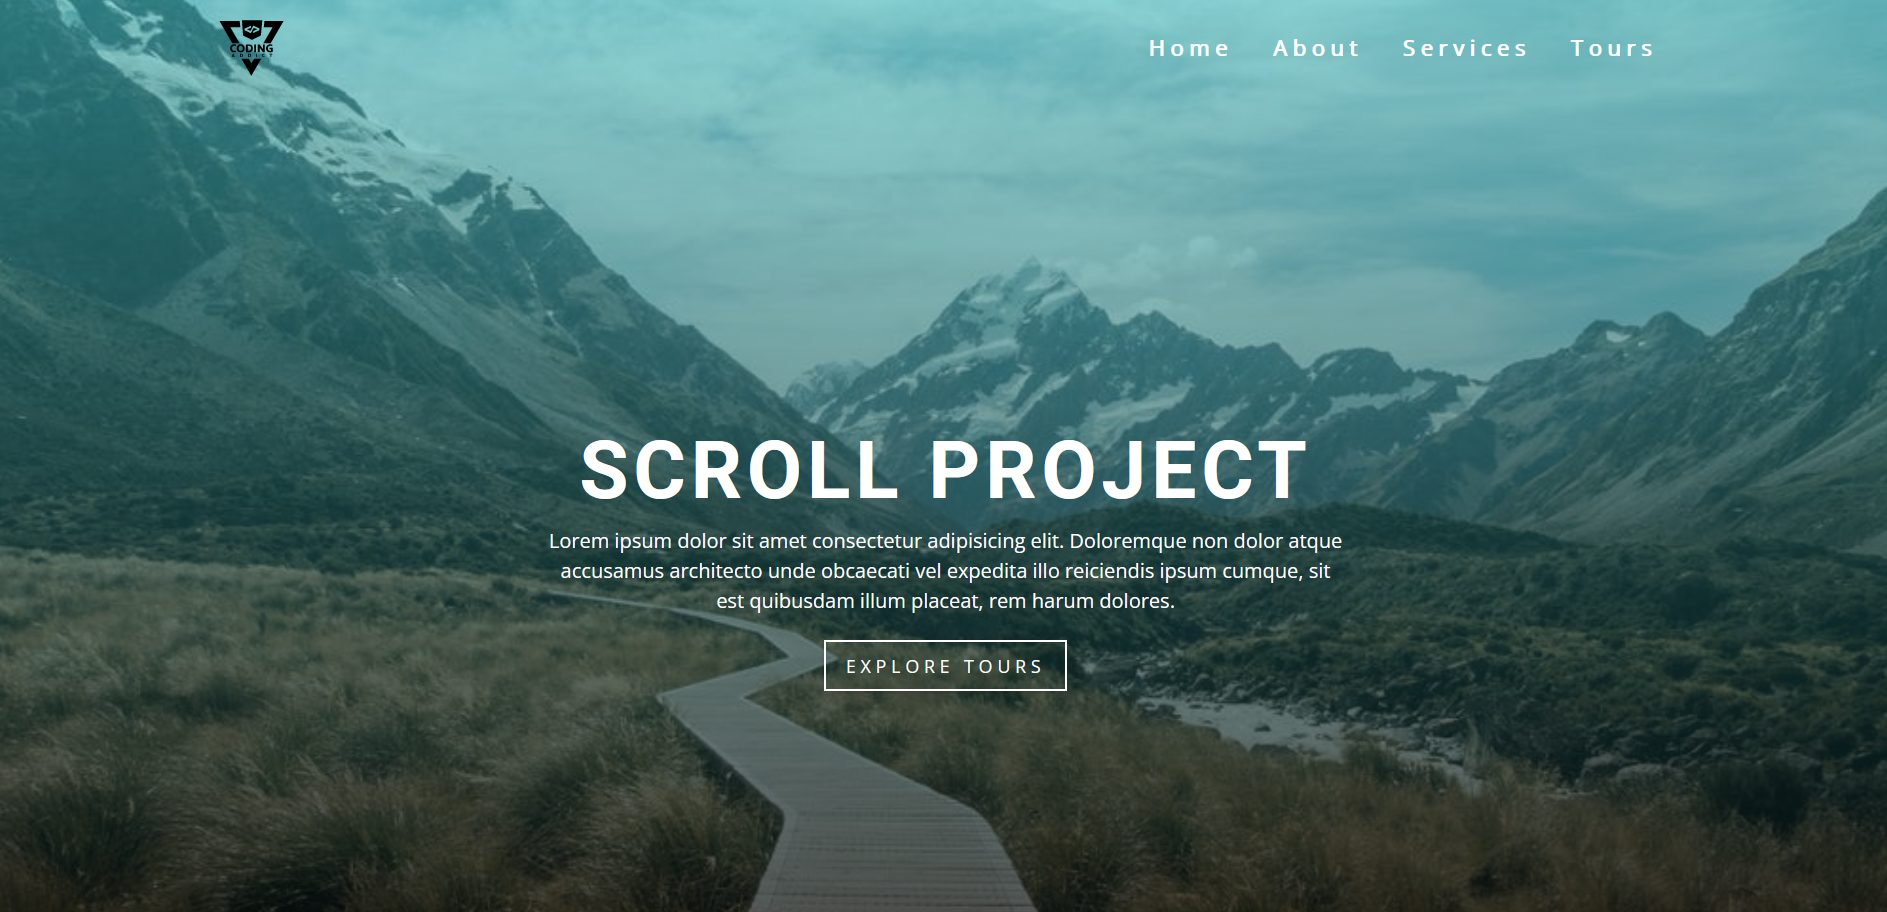 CODING
ADDICT
Home About Services Tours
SCROLL PROJECT
Lorem ipsum dolor sit amet consectetur adipisicing elit. Doloremque non dolor atque
accusamus architecto unde obcaecati vel expedita illo reiciendis ipsum cumque, sit
est quibusdam illum placeat, rem harum dolores.
EXPLORE TOURS